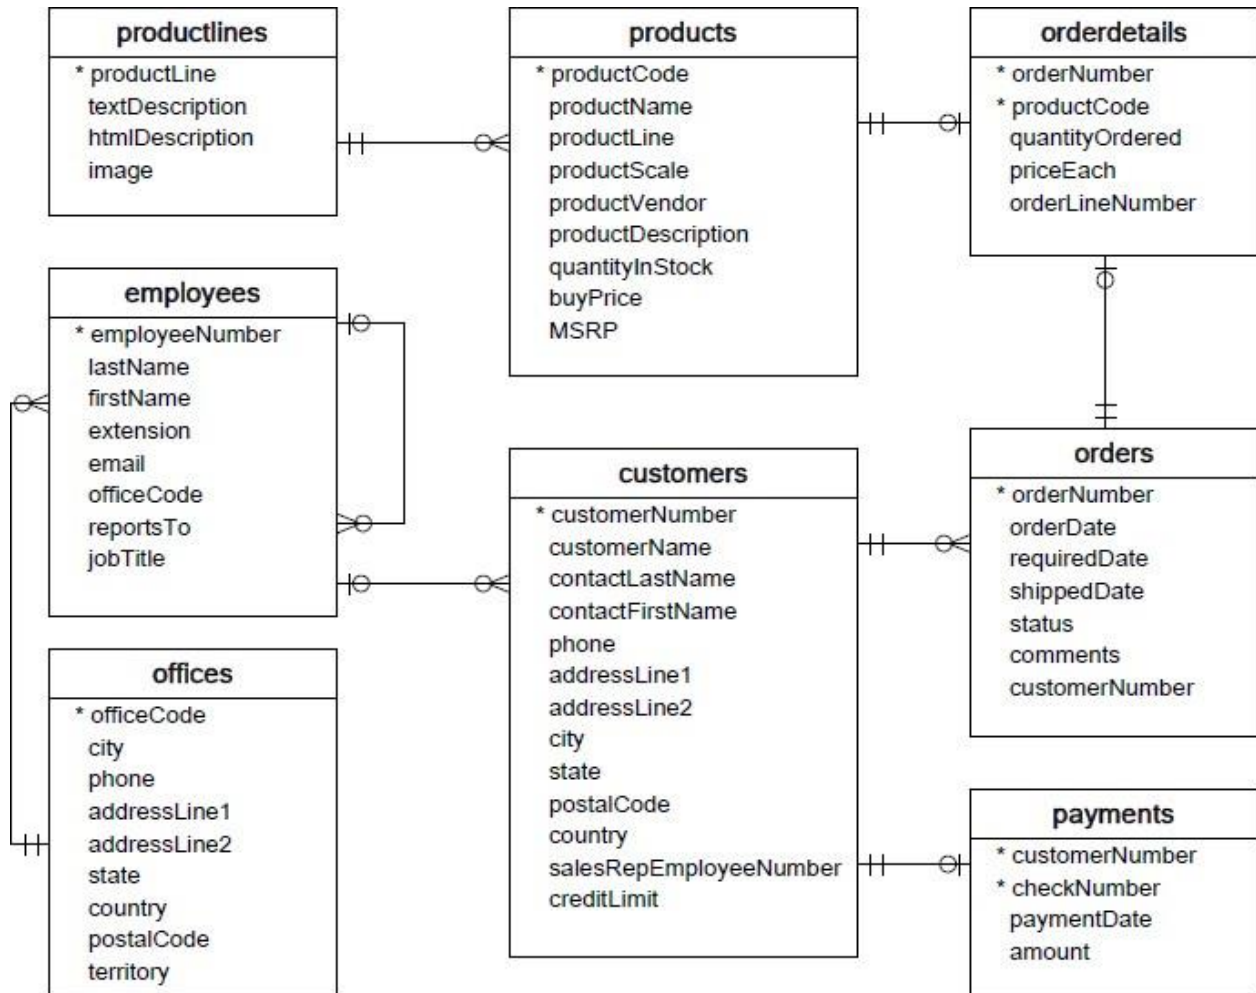 productlines
* productLine
textDescription
htmlDescription
image
products
* productCode
productName
productLine
productScale
productVendor
productDescription
quantityInStock
buyPrice
MSRP
orderdetails
* orderNumber
* productCode
quantityOrdered
priceEach
orderLineNumber
employees
* employeeNumber
lastName
firstName
extension
email
officeCode
reportsTo
jobTitle
customers
* customerNumber
customerName
contactLastName
contactFirstName
phone
addressLine1
addressLine2
city
state
postalCode
country
salesRepEmployeeNumber
creditLimit
orders
* orderNumber
orderDate
requiredDate
shippedDate
status
comments
customerNumber
offices
* officeCode
city
phone
addressLine1
addressLine2
state
country
postalCode
territory
payments
* customerNumber
* checkNumber
paymentDate
amount